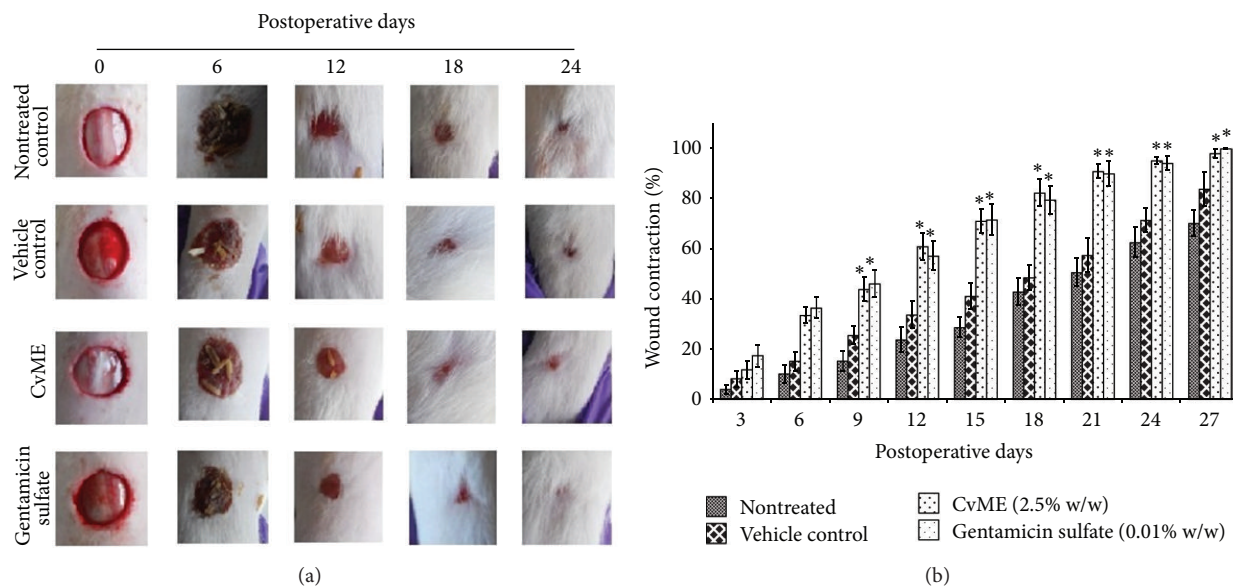 Postoperative days
0 6 12 18 24
Nontreated
control
Vehicle
control
CvME
Gentamicin
sulfate
(a)
Wound contraction (%)
100
80
60
40
20
0
* *
* *
* *
* *
* *
* *
* *
3 6 9 12 15 18 21 24 27
Postoperative days
Nontreated
Vehicle control
CvME (2.5% w/w)
Gentamicin sulfate (0.01% w/w)
(b)